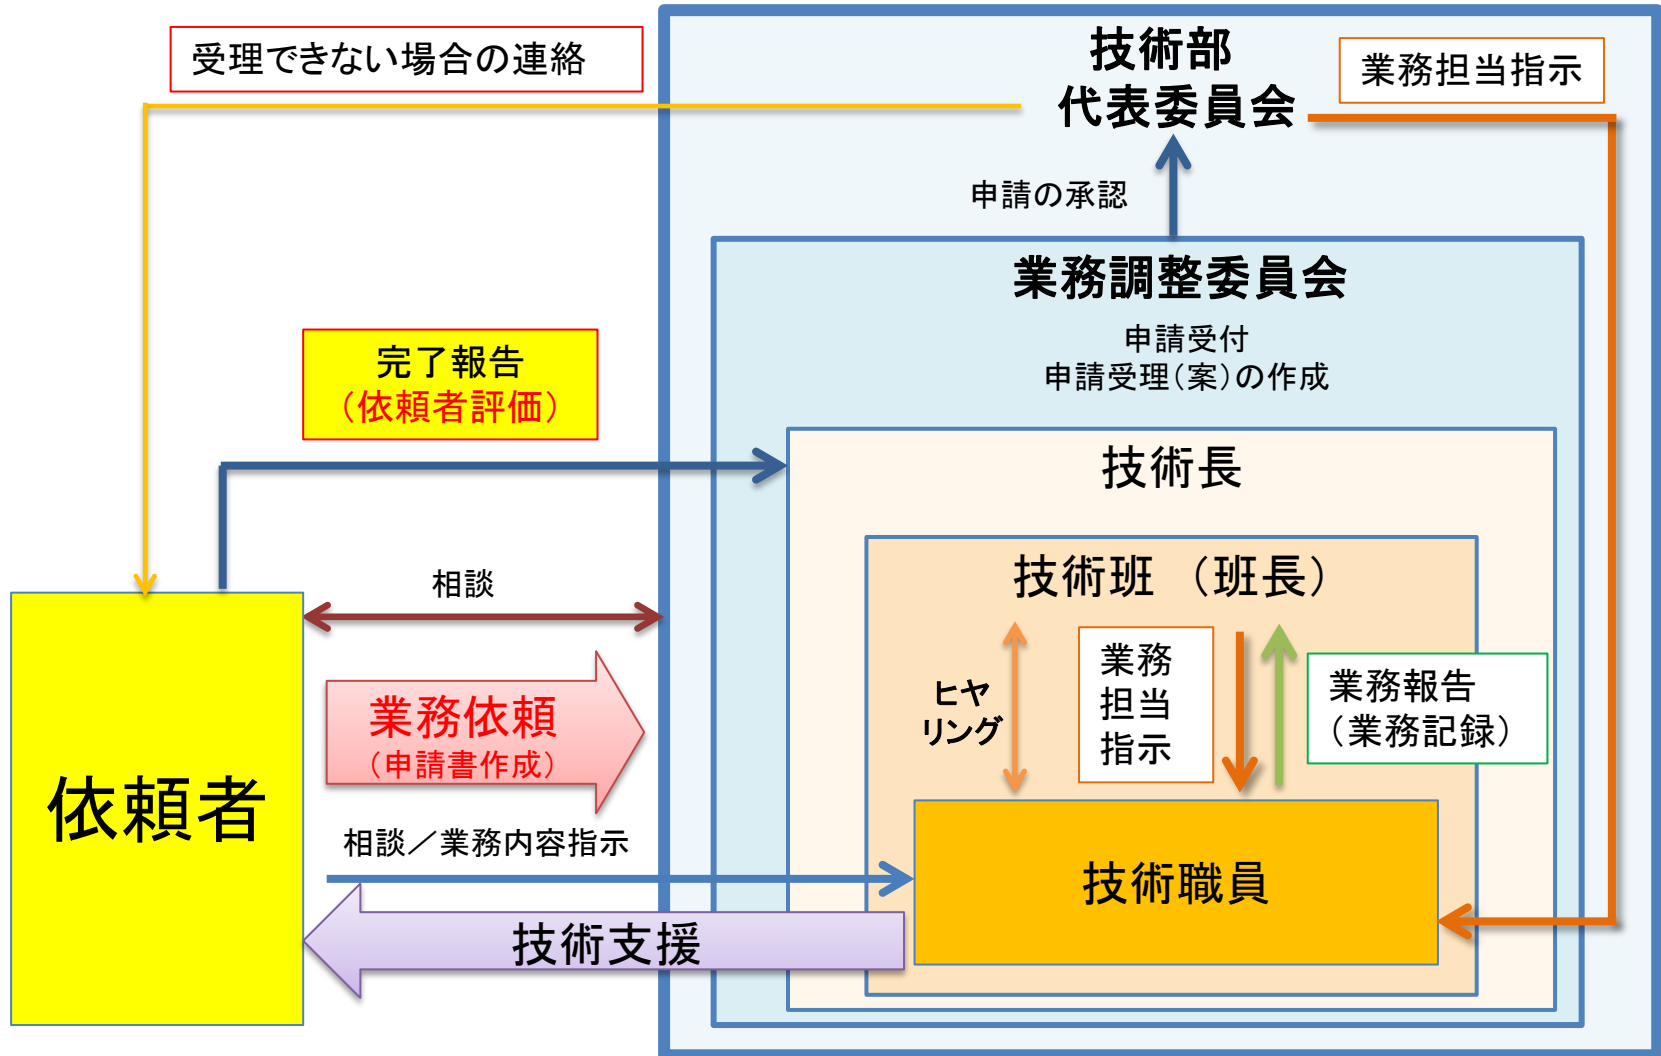 受理できない場合の連絡
技術部
代表委員会
業務担当指示
申請の承認
業務調整委員会
申請受付
申請受理（案）の作成
完了報告
（依頼者評価）
技術長
技術班（班長）
相談
業務依頼
（申請書作成）
ヒヤ
リング
業務
担当
指示
業務報告
（業務記録）
依頼者
相談／業務内容指示
技術職員
技術支援